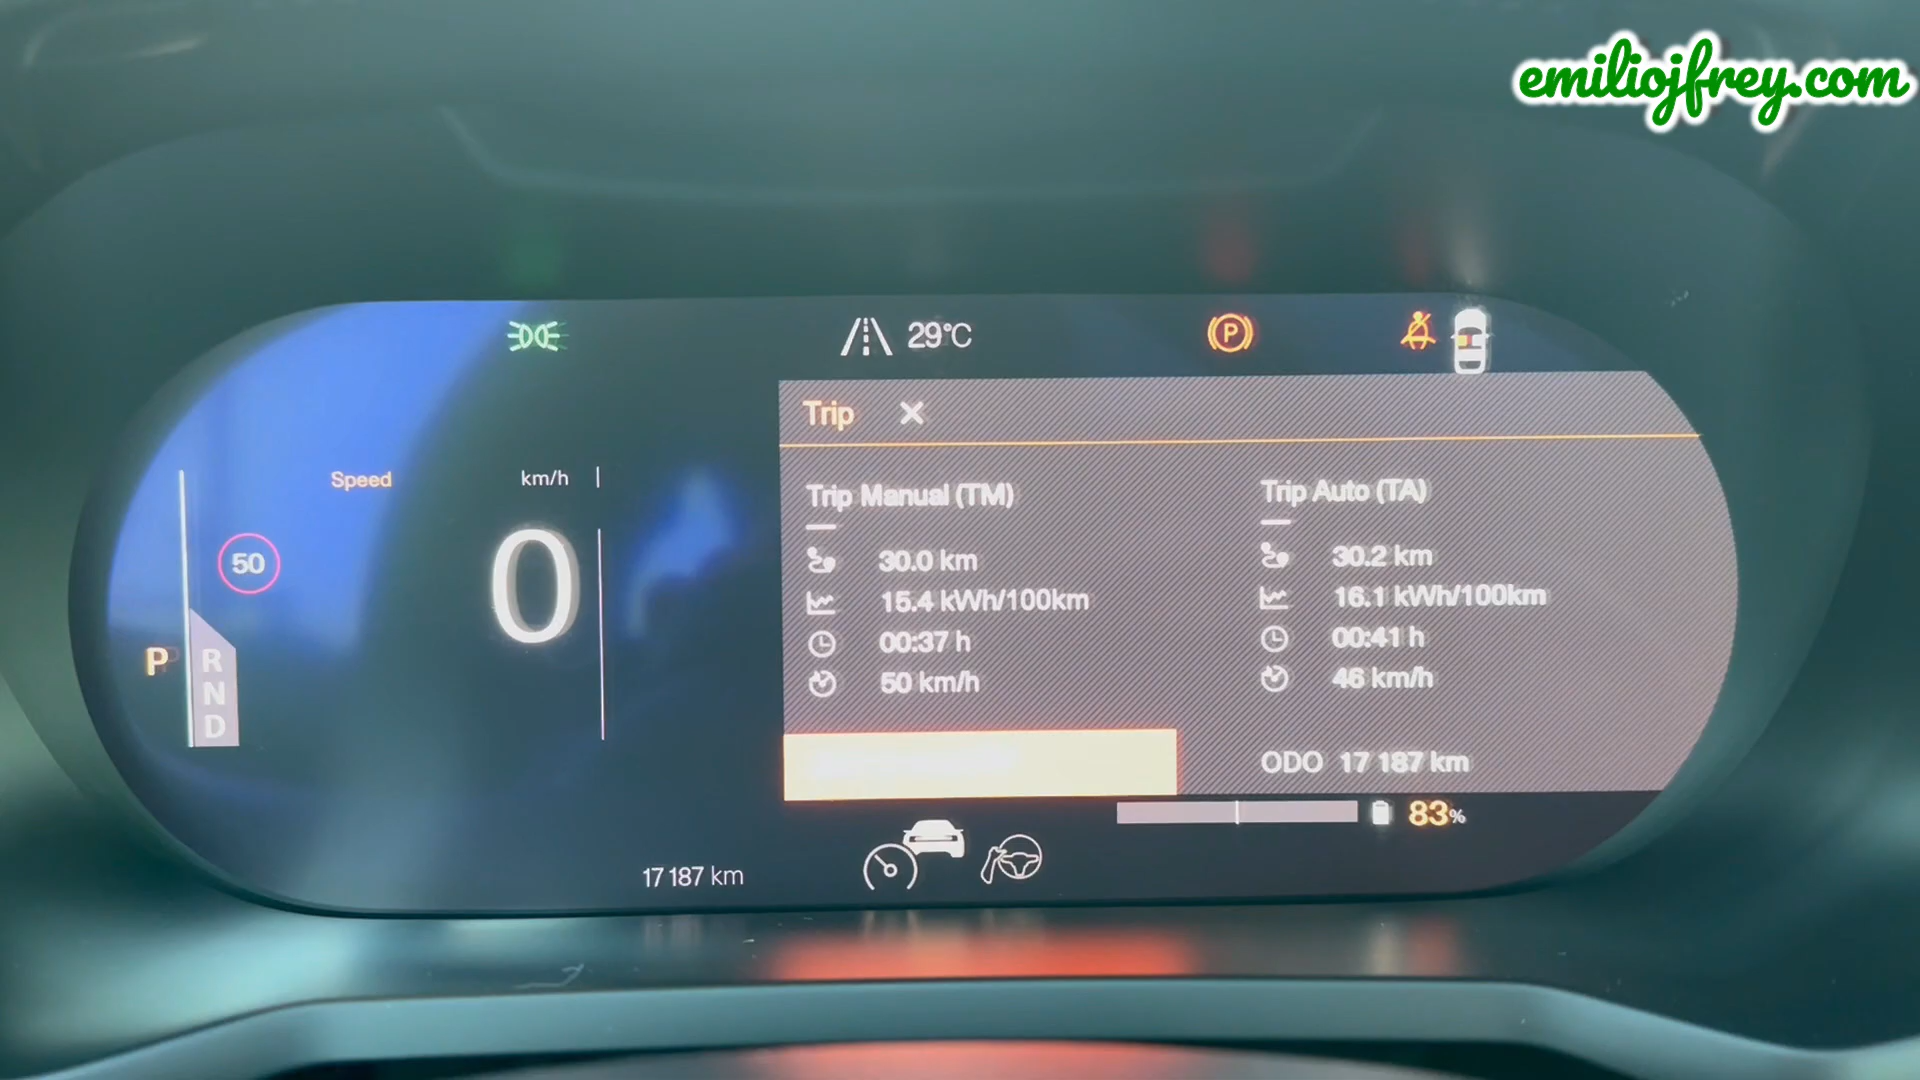 emiliojfrey.com
29°C
P
Trip
Speed
km/h
50
0
P
R
N
D
Trip Manual (TM)
30.0 km
15.4 kWh/100km
00:37 h
50 km/h
Trip Auto (TA)
30.2 km
16.1 kWh/100km
00:41 h
46 km/h
ODO 17 187 km
83%
17 187 km